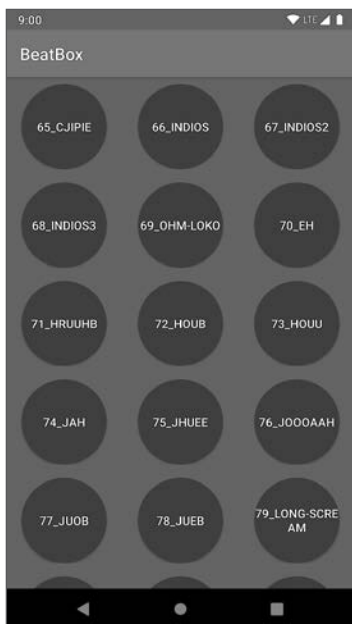 9:00 LTE
BeatBox
65_CJIPIE 66_INDIOS 67_INDIOS2
68_INDIOS3 69_OHM-LOKO 70_EH
71_HRUUHB 72_HOUB 73_HOUU
74_JAH 75_JHUEE 76_JOOOAAH
77_JUOB 78_JUEB 79_LONG-SCRE
AM